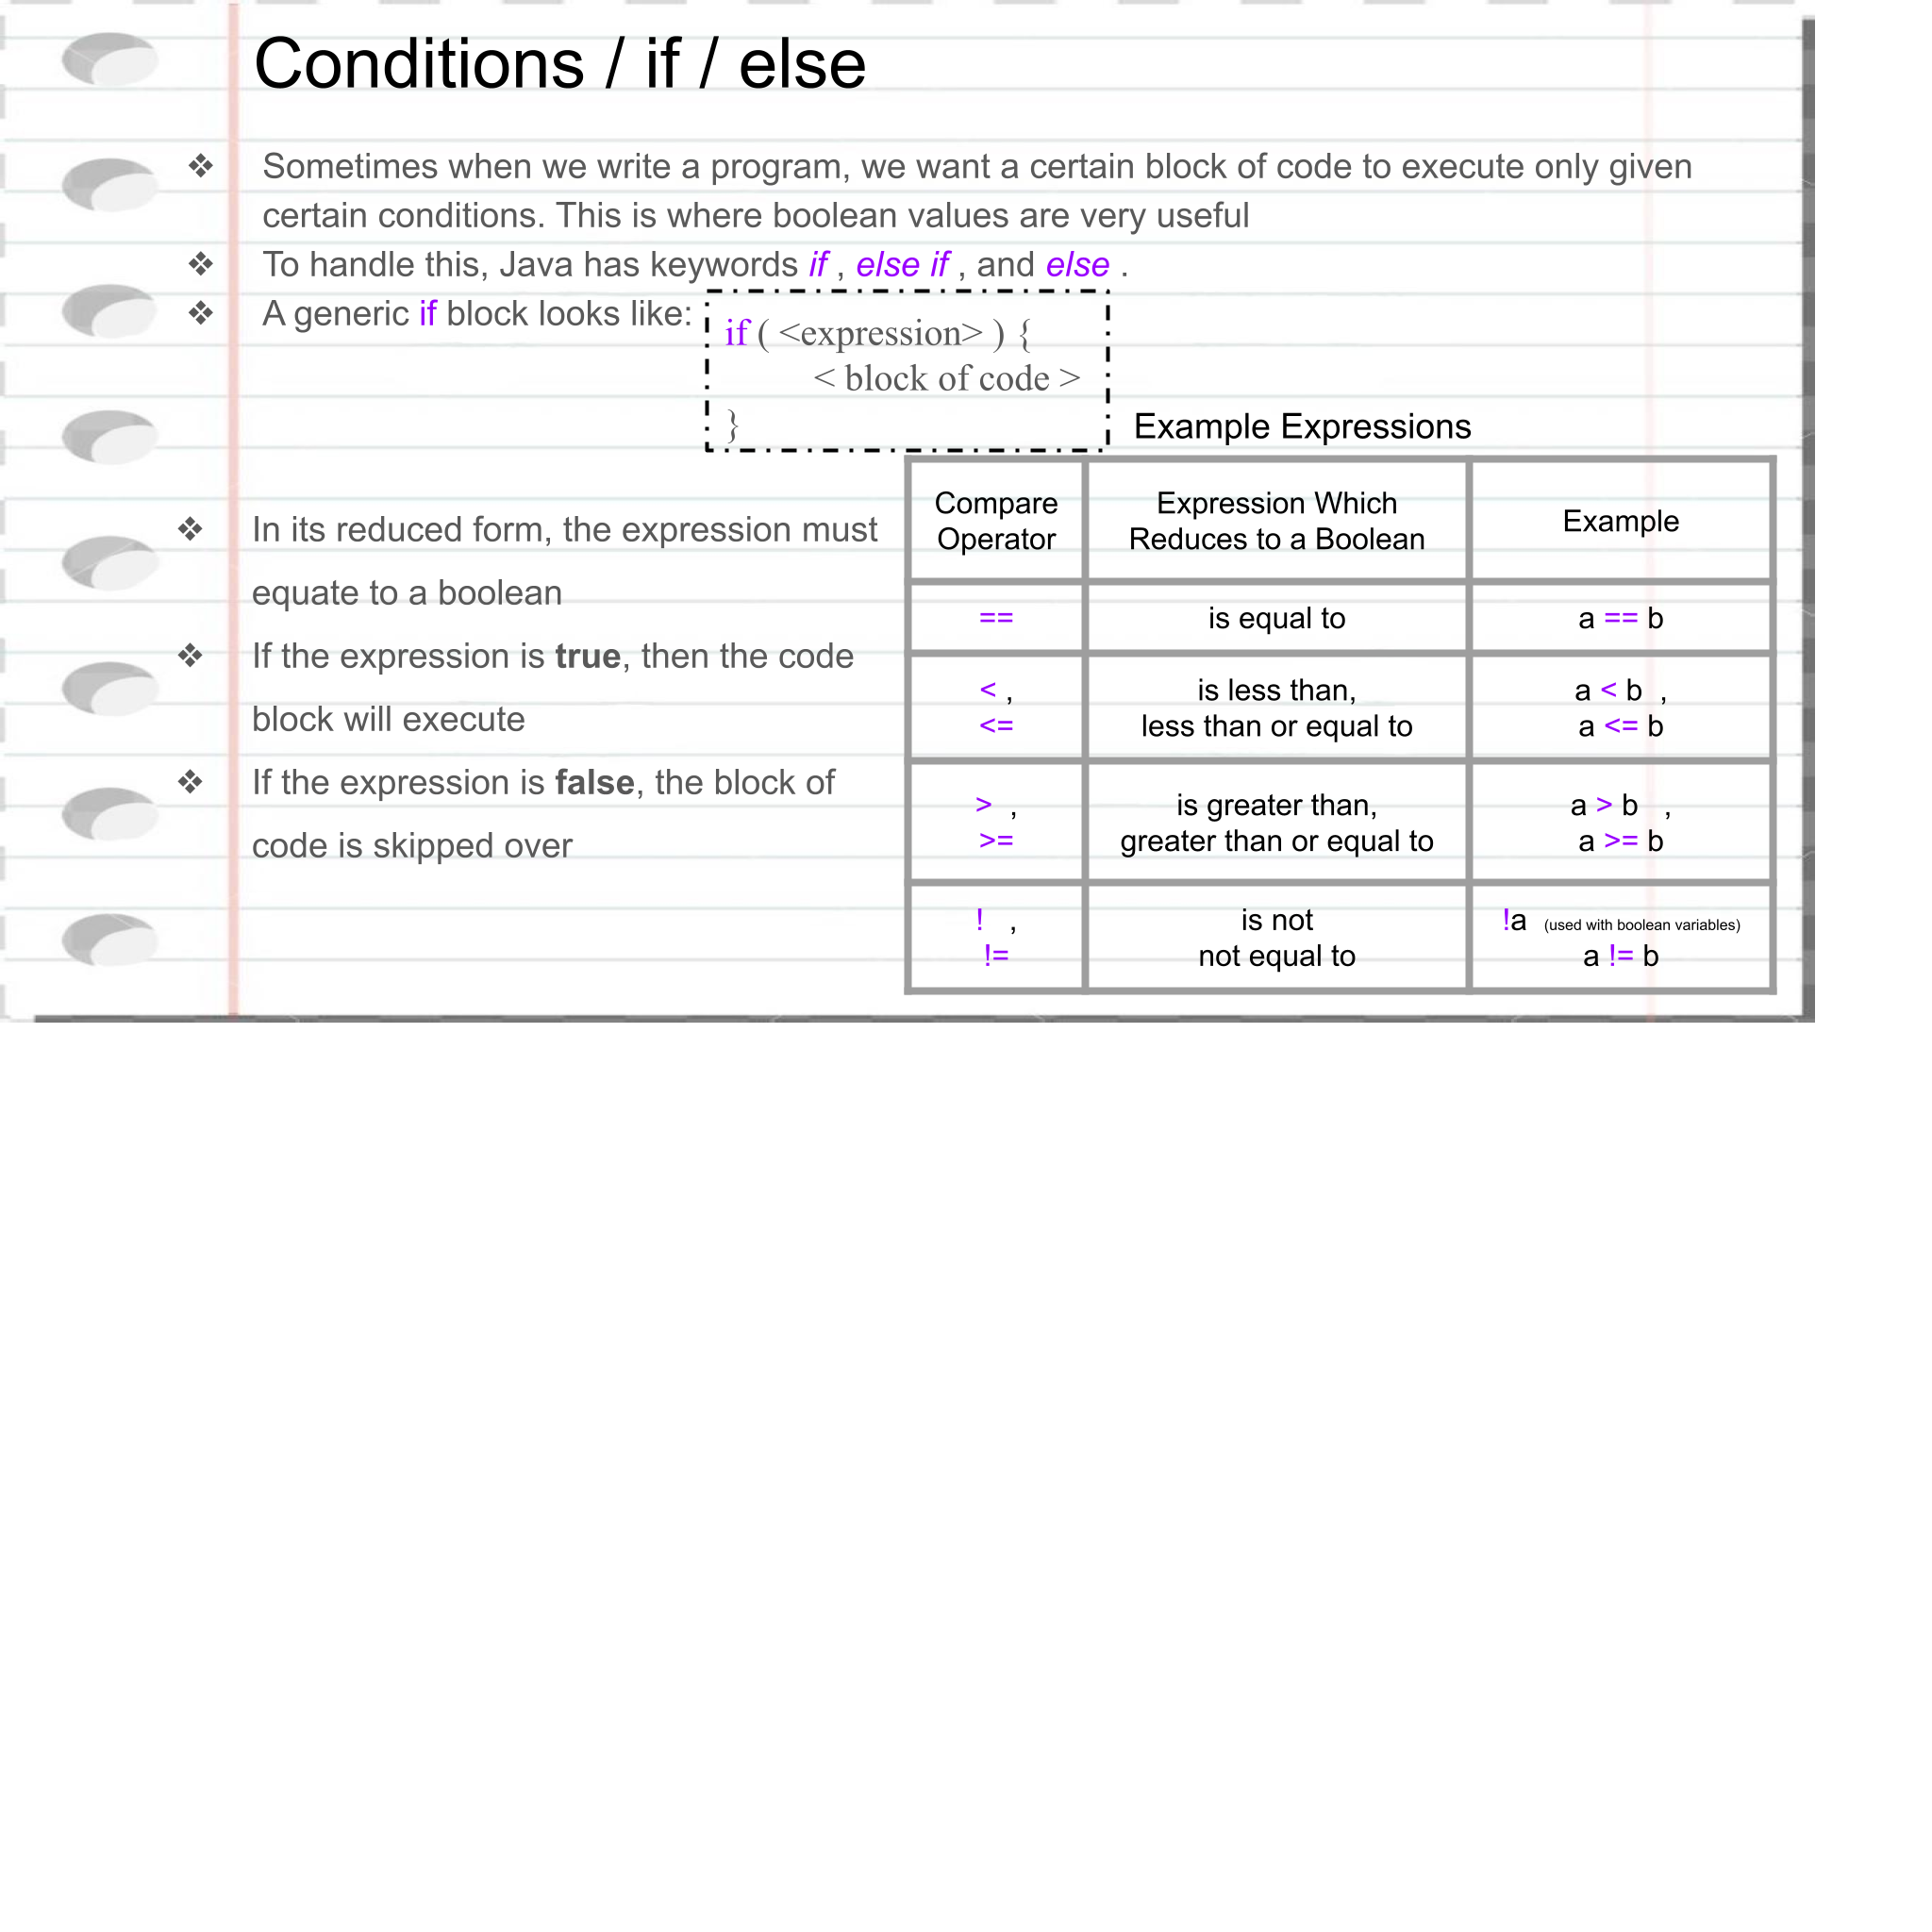 Conditions / if / else
❖ Sometimes when we write a program, we want a certain block of code to execute only given
certain conditions. This is where boolean values are very useful
❖ To handle this, Java has keywords if , else if , and else .
❖ A generic if block looks like:
if ( <expression> ) {
< block of code >
}
❖ In its reduced form, the expression must
equate to a boolean
❖ If the expression is true, then the code
block will execute
❖ If the expression is false, the block of
code is skipped over
Example Expressions
Compare
Operator
Expression Which
Reduces to a Boolean
Example
==
is equal to
a == b
< ,
<=
is less than,
less than or equal to
a < b ,
a <= b
> ,
>=
is greater than,
greater than or equal to
a > b ,
a >= b
! ,
!=
is not
not equal to
!a (used with boolean variables)
a != b